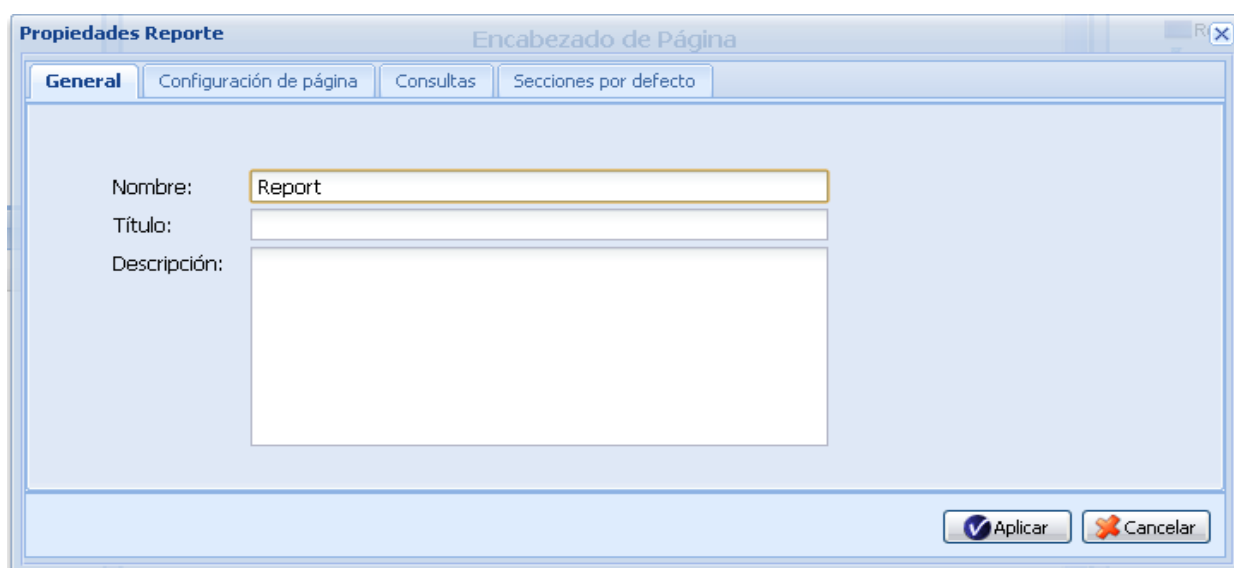 Propiedades Reporte
Encabezado de Página
General Configuración de página Consultas Secciones por defecto
Nombre: Report
Título:
Descripción:
Aplicar Cancelar